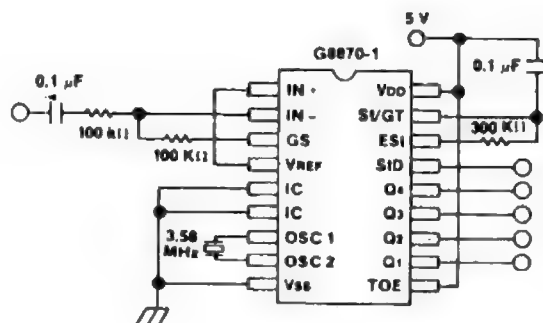 5 V
G8870-1
0.1 µF
0.1 µF
100 kΩ
100 KΩ
300 KΩ
3.58
MHz
IN +
IN -
GS
VREF
IC
IC
OSC 1
OSC 2
VSS
VDD
St/GT
ESt
StD
Q4
Q3
Q2
Q1
TOE